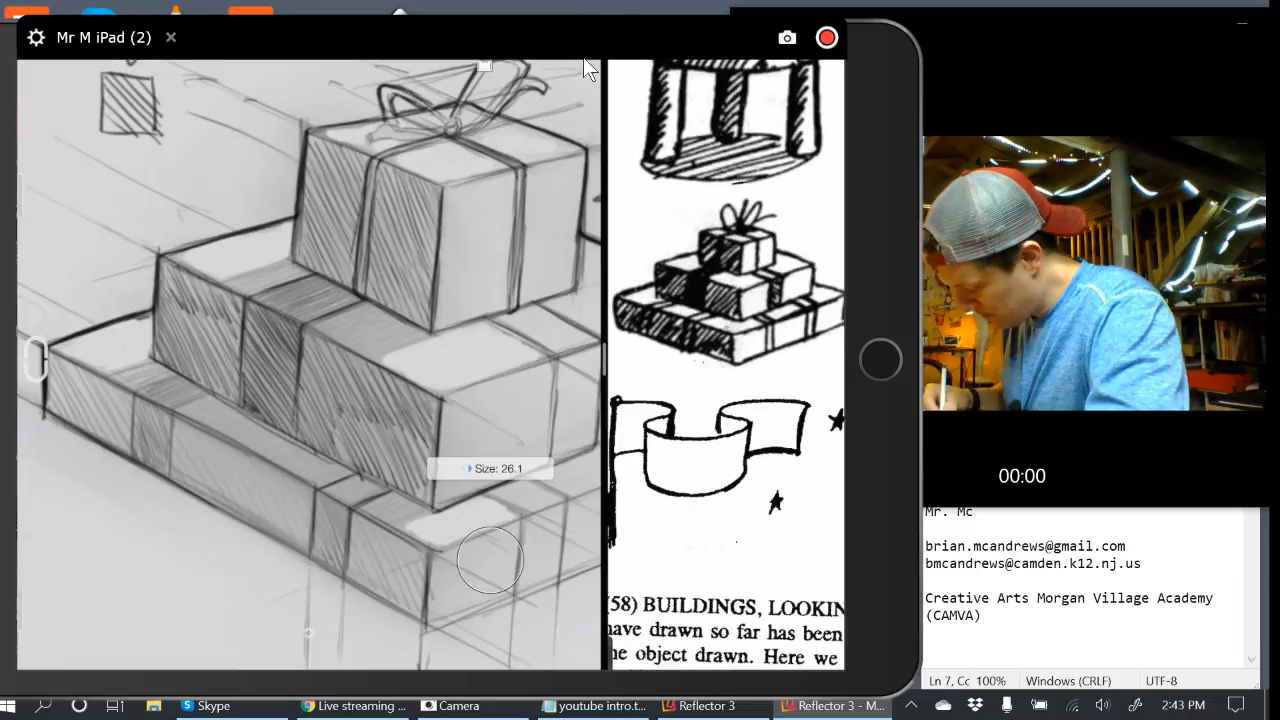 Mr M iPad (2)
Size: 26.1
(58) BUILDINGS, LOOKIN
have drawn so far has been
he object drawn. Here we
00:00
Mr. Mc
brian.mcandrews@gmail.com
bmcandrews@camden.k12.nj.us
Creative Arts Morgan Village Academy
(CAMVA)
Ln 7, Cc 100% Windows (CRLF) UTF-8
Skype Live streaming ... Camera youtube intro.t... Reflector 3 Reflector 3 - M... 2:43 PM